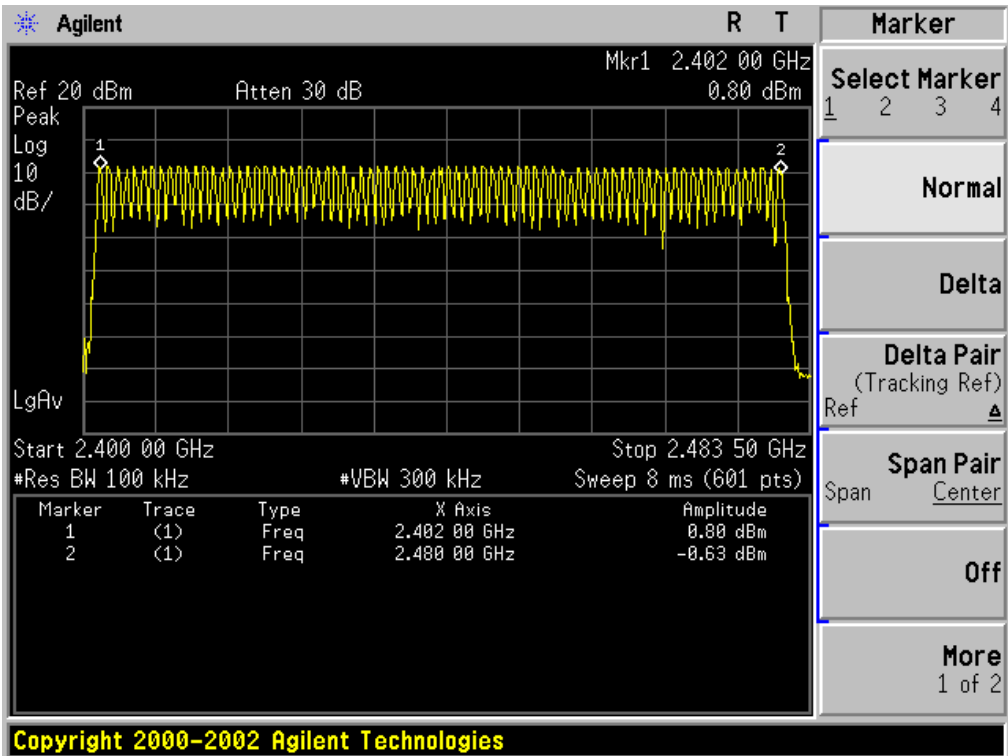 Agilent R T
Mkr1 2.402 00 GHz
Ref 20 dBm Atten 30 dB 0.80 dBm
Peak
Log
10
dB/
1
2
LgAv
Start 2.400 00 GHz Stop 2.483 50 GHz
#Res BW 100 kHz #VBW 300 kHz Sweep 8 ms (601 pts)
Marker Trace Type X Axis Amplitude
1 (1) Freq 2.402 00 GHz 0.80 dBm
2 (1) Freq 2.480 00 GHz -0.63 dBm
Marker
Select Marker
1 2 3 4
Normal
Delta
Delta Pair
(Tracking Ref)
Ref Δ
Span Pair
Span Center
Off
More
1 of 2
Copyright 2000-2002 Agilent Technologies